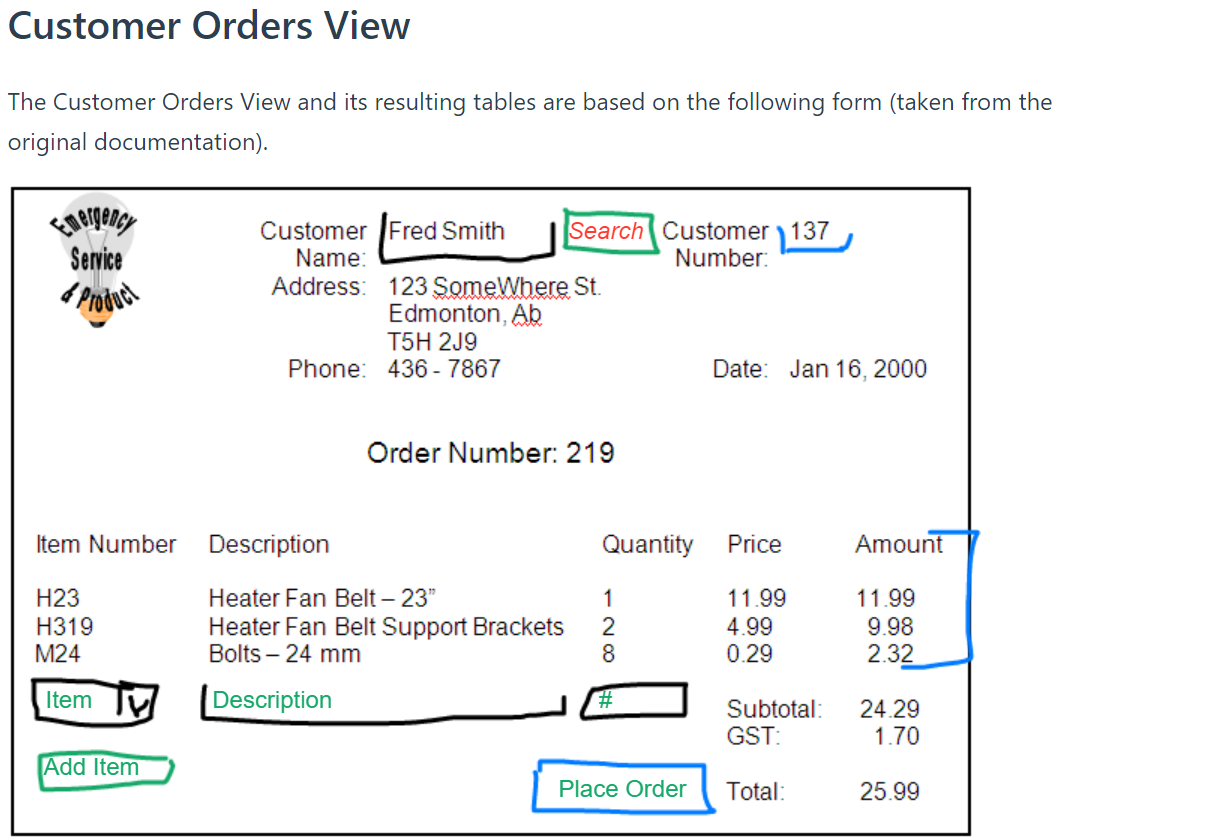 Customer Orders View
The Customer Orders View and its resulting tables are based on the following form (taken from the
original documentation).
Emergency
Service
& Product
Customer Name: Fred Smith Search Customer Number: 137
Address: 123 SomeWhere St.
Edmonton, Ab
T5H 2J9
Phone: 436 - 7867 Date: Jan 16, 2000
Order Number: 219
Item Number Description Quantity Price Amount
H23 Heater Fan Belt – 23” 1 11.99 11.99
H319 Heater Fan Belt Support Brackets 2 4.99 9.98
M24 Bolts – 24 mm 8 0.29 2.32
Item Description #
Subtotal: 24.29
GST: 1.70
Add Item
Place Order Total: 25.99